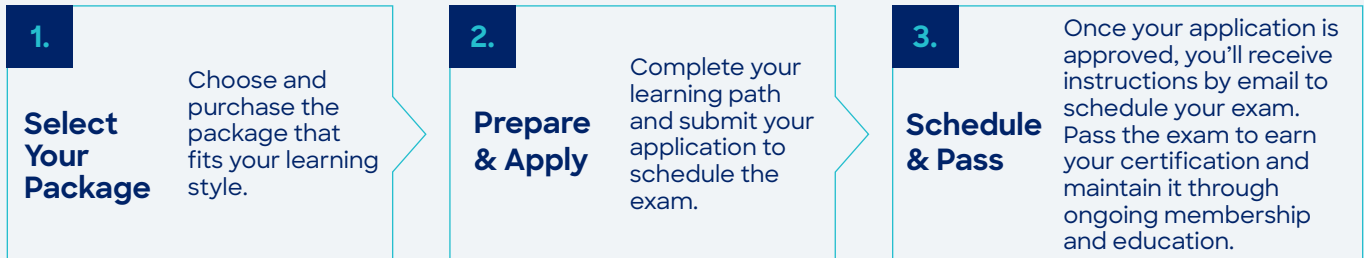 1.
Select
Your
Package
Choose and
purchase the
package that
fits your learning
style.
2.
Prepare
& Apply
Complete your
learning path
and submit your
application to
schedule the
exam.
3.
Schedule
& Pass
Once your application is
approved, you’ll receive
instructions by email to
schedule your exam.
Pass the exam to earn
your certification and
maintain it through
ongoing membership
and education.